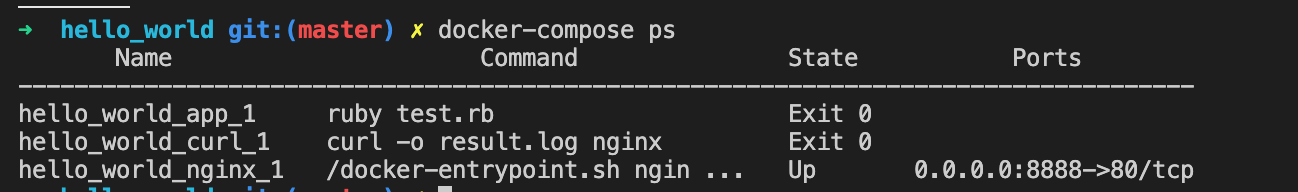 ➜  hello_world git:(master) ✗ docker-compose ps
Name Command State Ports
hello_world_app_1 ruby test.rb Exit 0
hello_world_curl_1 curl -o result.log nginx Exit 0
hello_world_nginx_1 /docker-entrypoint.sh ngin ... Up 0.0.0.0:8888->80/tcp